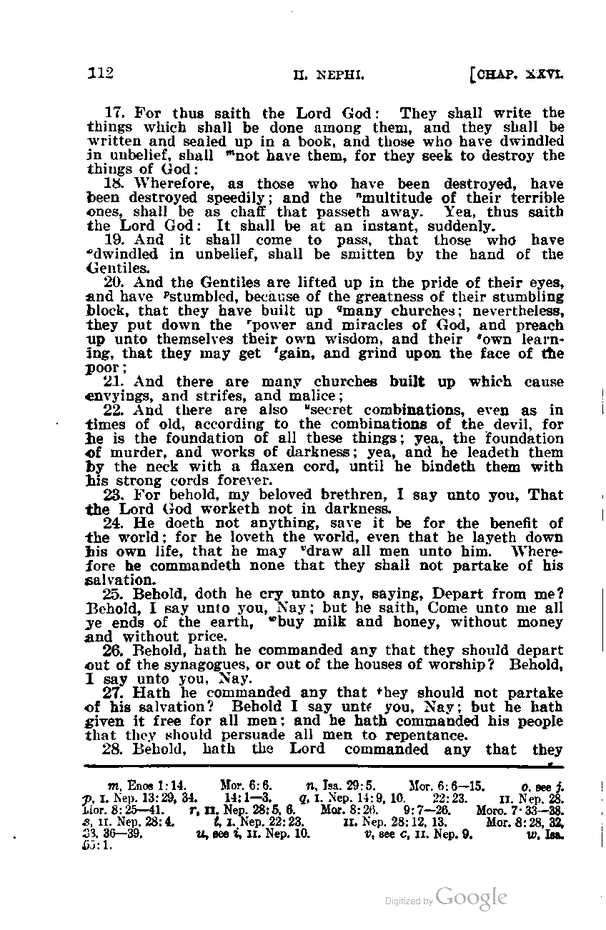 112 II. NEPHI. [CHAP. XXVI.
17. For thus saith the Lord God: They shall write the
things which shall be done among them, and they shall be
written and sealed up in a book, and those who have dwindled
in unbelief, shall ᵐnot have them, for they seek to destroy the
things of God:
18. Wherefore, as those who have been destroyed, have
been destroyed speedily; and the ⁿmultitude of their terrible
ones, shall be as chaff that passeth away. Yea, thus saith
the Lord God: It shall be at an instant, suddenly.
19. And it shall come to pass, that those who have
ᵒdwindled in unbelief, shall be smitten by the hand of the
Gentiles.
20. And the Gentiles are lifted up in the pride of their eyes,
and have ᵖstumbled, because of the greatness of their stumbling
block, that they have built up qmany churches; nevertheless,
they put down the ʳpower and miracles of God, and preach
up unto themselves their own wisdom, and their ˢown learn-
ing, that they may get ᵗgain, and grind upon the face of the
poor;
21. And there are many churches built up which cause
envyings, and strifes, and malice;
22. And there are also ᵘsecret combinations, even as in
times of old, according to the combinations of the devil, for
he is the foundation of all these things; yea, the foundation
of murder, and works of darkness; yea, and he leadeth them
by the neck with a flaxen cord, until he bindeth them with
his strong cords forever.
23. For behold, my beloved brethren, I say unto you, That
the Lord God worketh not in darkness.
24. He doeth not anything, save it be for the benefit of
the world; for he loveth the world, even that he layeth down
his own life, that he may ᵛdraw all men unto him. Where-
fore he commandeth none that they shall not partake of his
salvation.
25. Behold, doth he cry unto any, saying, Depart from me?
Behold, I say unto you, Nay; but he saith, Come unto me all
ye ends of the earth, ʷbuy milk and honey, without money
and without price.
26. Behold, hath he commanded any that they should depart
out of the synagogues, or out of the houses of worship? Behold,
I say unto you, Nay.
27. Hath he commanded any that they should not partake
of his salvation? Behold I say unto you, Nay; but he hath
given it free for all men; and he hath commanded his people
that they should persuade all men to repentance.
28. Behold, hath the Lord commanded any that they
m, Enos 1:14. Mor. 6:6. n, Isa. 29:5. Mor. 6:6—15. o, see j.
p, I. Nep. 13:29, 34. 14:1—3. q, I. Nep. 14:9, 10. 22:23. II. Nep. 28.
Mor. 8:25—41. r, II. Nep. 28:5, 6. Mor. 8:26. 9:7—26. Moro. 7:33—38.
s, II. Nep. 28:4. t, I. Nep. 22:23. II. Nep. 28:12, 13. Mor. 8:28, 32,
33, 36—39. u, see i, II. Nep. 10. v, see c, II. Nep. 9. w, Isa.
55:1.
Digitized by Google